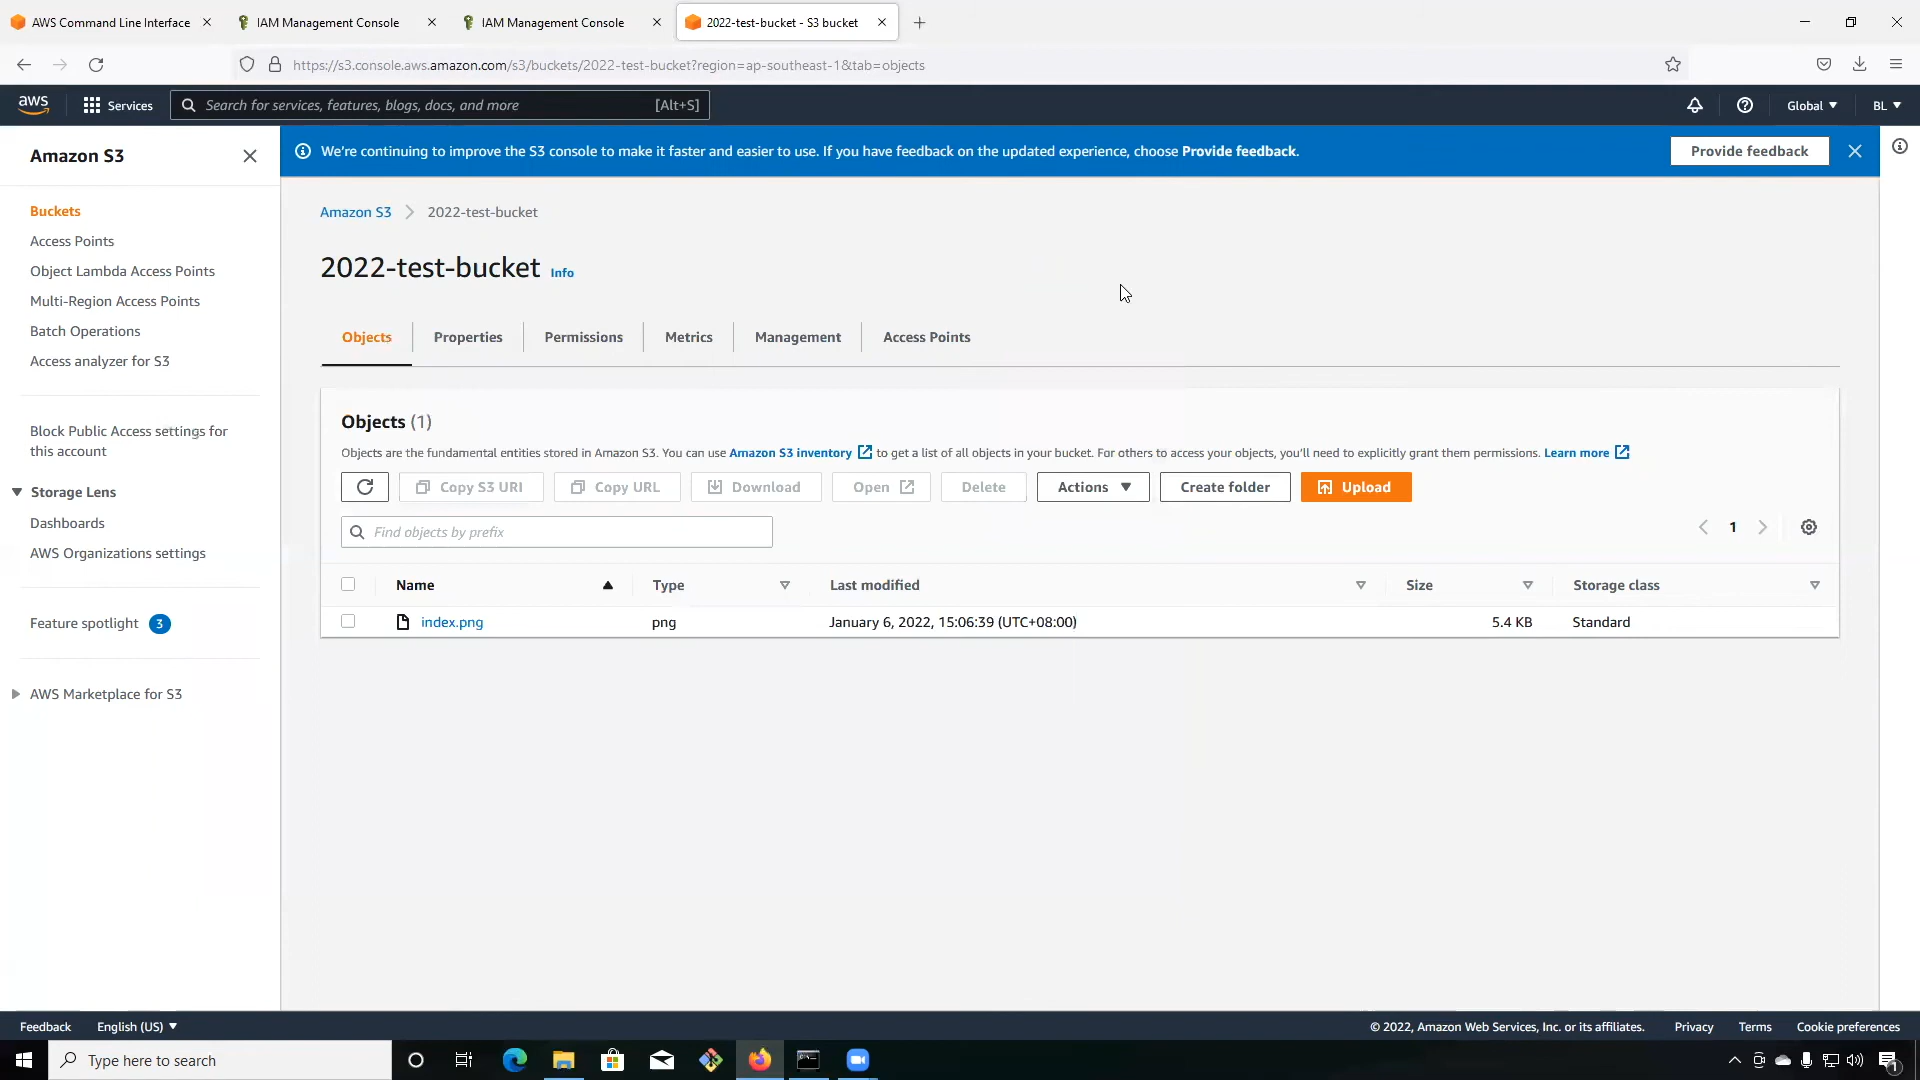 AWS Command Line Interface
IAM Management Console
IAM Management Console
2022-test-bucket - S3 bucket
https://s3.console.aws.amazon.com/s3/buckets/2022-test-bucket?region=ap-southeast-1&tab=objects
aws
Services
Search for services, features, blogs, docs, and more
[Alt+S]
Global
BL
Amazon S3
Buckets
Access Points
Object Lambda Access Points
Multi-Region Access Points
Batch Operations
Access analyzer for S3
Block Public Access settings for
this account
Storage Lens
Dashboards
AWS Organizations settings
Feature spotlight 3
AWS Marketplace for S3
We're continuing to improve the S3 console to make it faster and easier to use. If you have feedback on the updated experience, choose Provide feedback.
Provide feedback
Amazon S3 2022-test-bucket
2022-test-bucket Info
Objects Properties Permissions Metrics Management Access Points
Objects (1)
Objects are the fundamental entities stored in Amazon S3. You can use Amazon S3 inventory to get a list of all objects in your bucket. For others to access your objects, you'll need to explicitly grant them permissions. Learn more
Copy S3 URI Copy URL Download Open Delete Actions Create folder Upload
Find objects by prefix
1
Name Type Last modified Size Storage class
index.png png January 6, 2022, 15:06:39 (UTC+08:00) 5.4 KB Standard
Feedback English (US) © 2022, Amazon Web Services, Inc. or its affiliates. Privacy Terms Cookie preferences
Type here to search
1